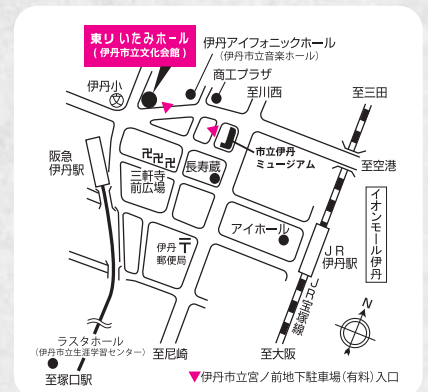 東リ いたみホール
(伊丹市立文化会館)
伊丹アイフォニックホール
(伊丹市立音楽ホール)
商工プラザ
伊丹小
文
至川西
至三田
阪急
伊丹駅
卍卍卍
三軒寺
前広場
長寿蔵
市立伊丹
ミュージアム
至空港
イオンモール伊丹
アイホール
伊丹
郵便局
〒
JR
伊丹駅
JR宝塚線
N
ラスタホール
(伊丹市立生涯学習センター)
至塚口駅
至尼崎
至大阪
▼伊丹市立宮ノ前地下駐車場(有料)入口